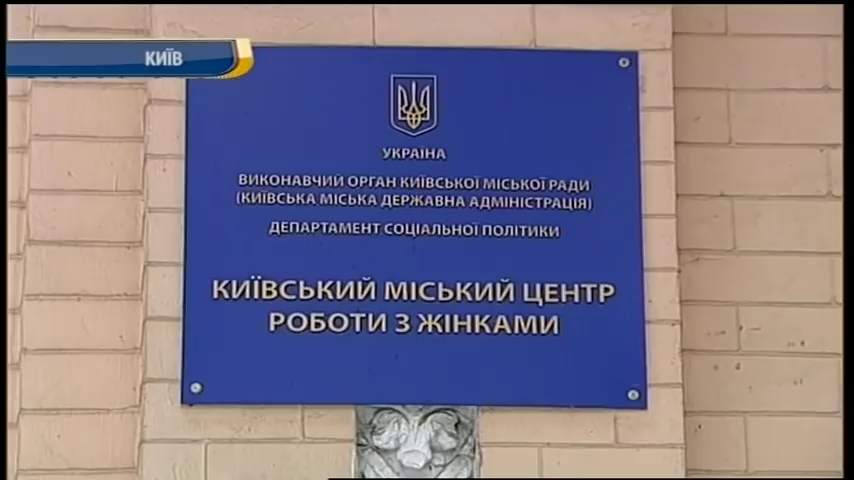 КИЇВ
УКРАЇНА
ВИКОНАВЧИЙ ОРГАН КИЇВСЬКОЇ МІСЬКОЇ РАДИ
(КИЇВСЬКА МІСЬКА ДЕРЖАВНА АДМІНІСТРАЦІЯ)
ДЕПАРТАМЕНТ СОЦІАЛЬНОЇ ПОЛІТИКИ
КИЇВСЬКИЙ МІСЬКИЙ ЦЕНТР
РОБОТИ З ЖІНКАМИ